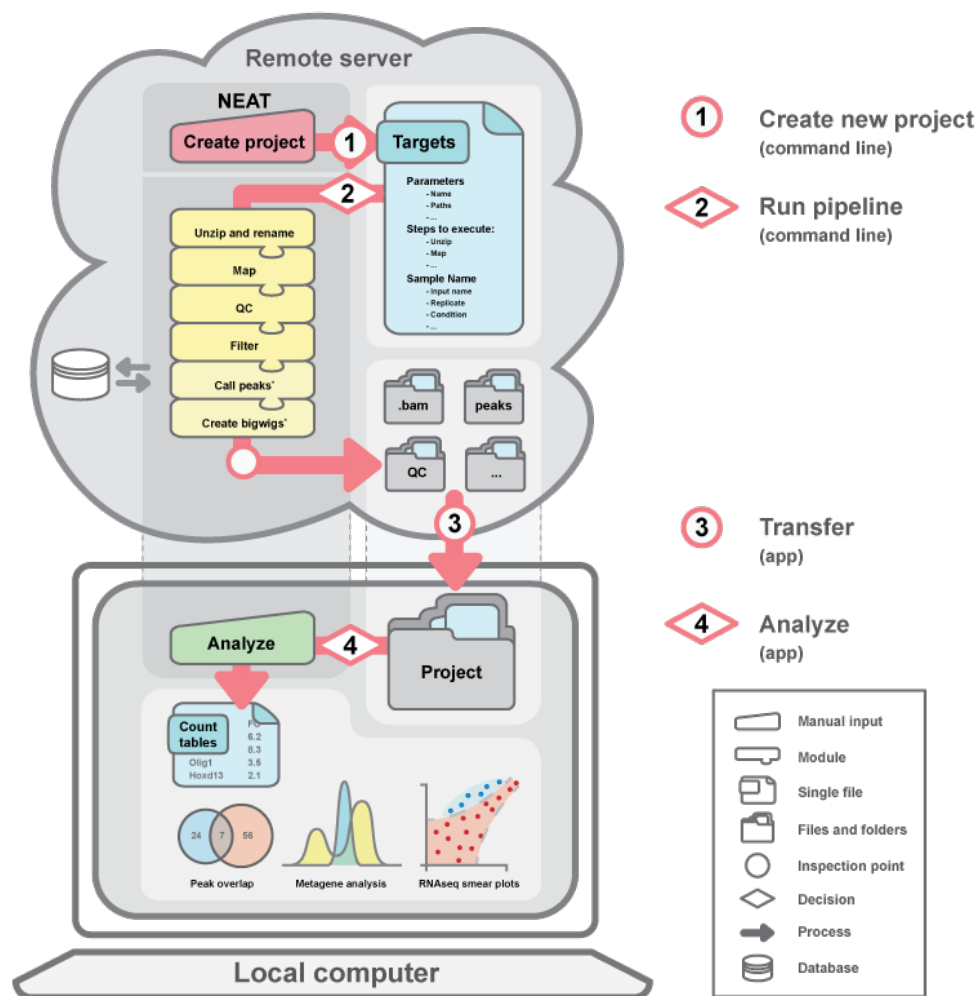 Remote server
NEAT
Create project
1
Targets
Parameters
- Name
- Paths
- ...
Steps to execute:
- Unzip
- Map
- ...
Sample Name
- Input name
- Replicate
- Condition
- ...
2
Unzip and rename
Map
QC
Filter
Call peaks*
Create bigwigs*
.bam
peaks
QC
...
3
Project
4
Analyze
Count
tables
FC
6.2
8.3
Olig1 3.5
Hoxd13 2.1
24 7 56
Peak overlap
Metagene analysis
RNAseq smear plots
Local computer
1 Create new project
(command line)
2 Run pipeline
(command line)
3 Transfer
(app)
4 Analyze
(app)
Manual input
Module
Single file
Files and folders
Inspection point
Decision
Process
Database